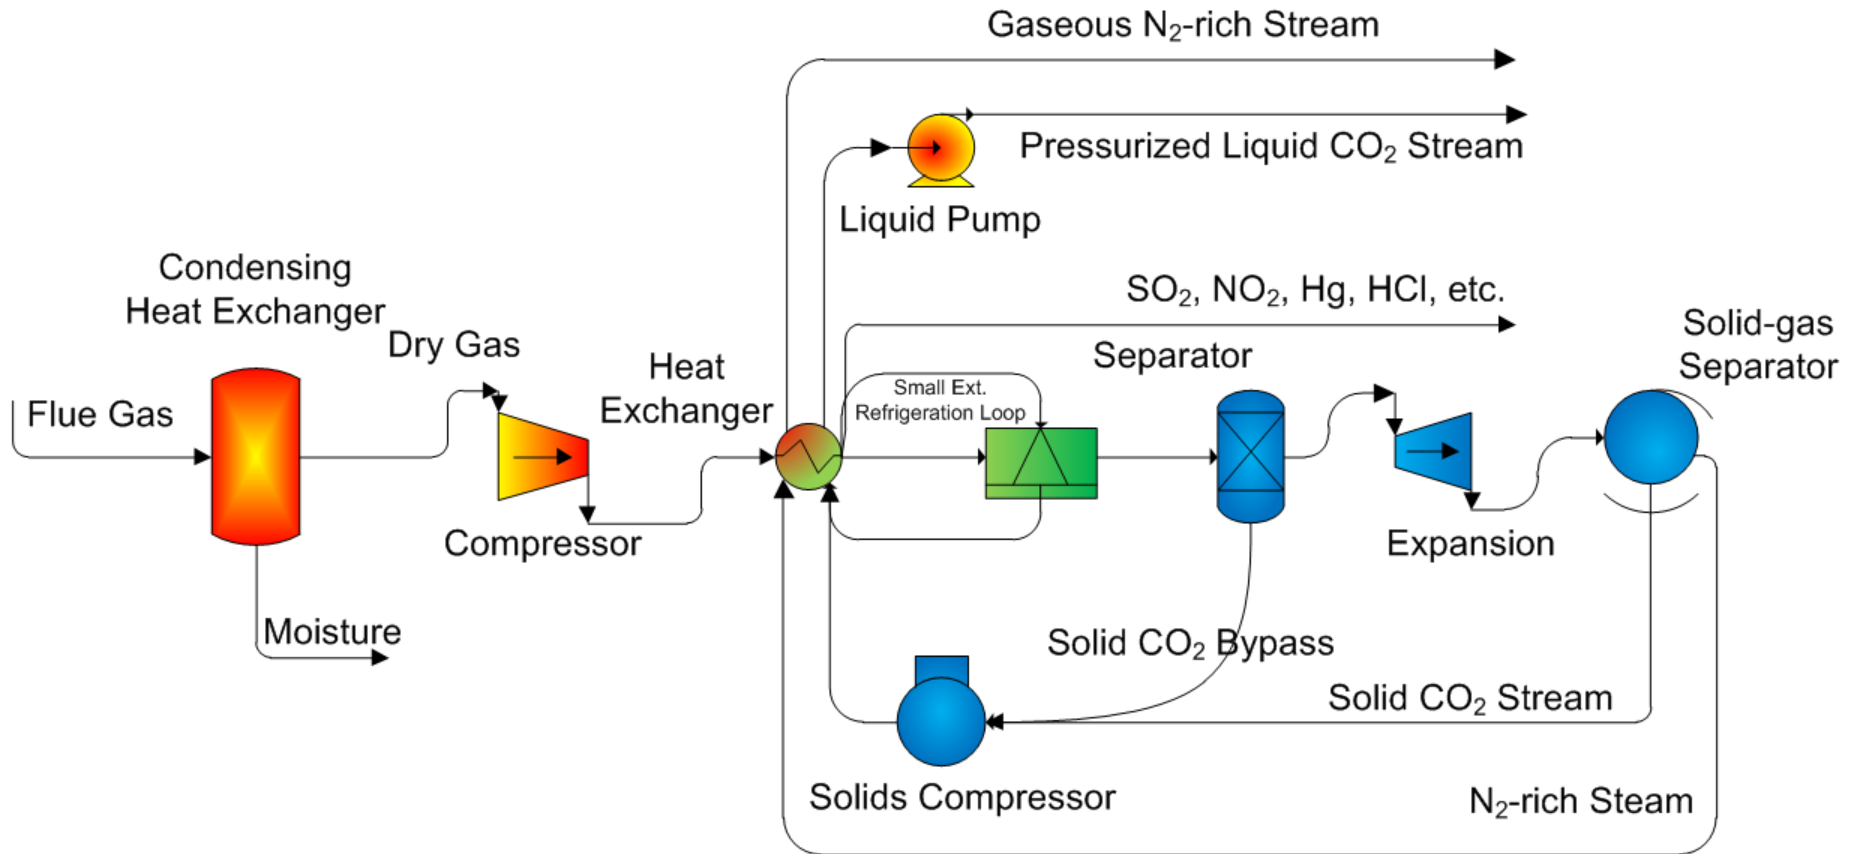 Gaseous N₂-rich Stream
Pressurized Liquid CO₂ Stream
Liquid Pump
Condensing
Heat Exchanger
SO₂, NO₂, Hg, HCl, etc.
Dry Gas
Separator
Solid-gas
Separator
Heat
Exchanger
Small Ext.
Refrigeration Loop
Flue Gas
Compressor
Expansion
Moisture
Solid CO₂ Bypass
Solid CO₂ Stream
Solids Compressor
N₂-rich Steam